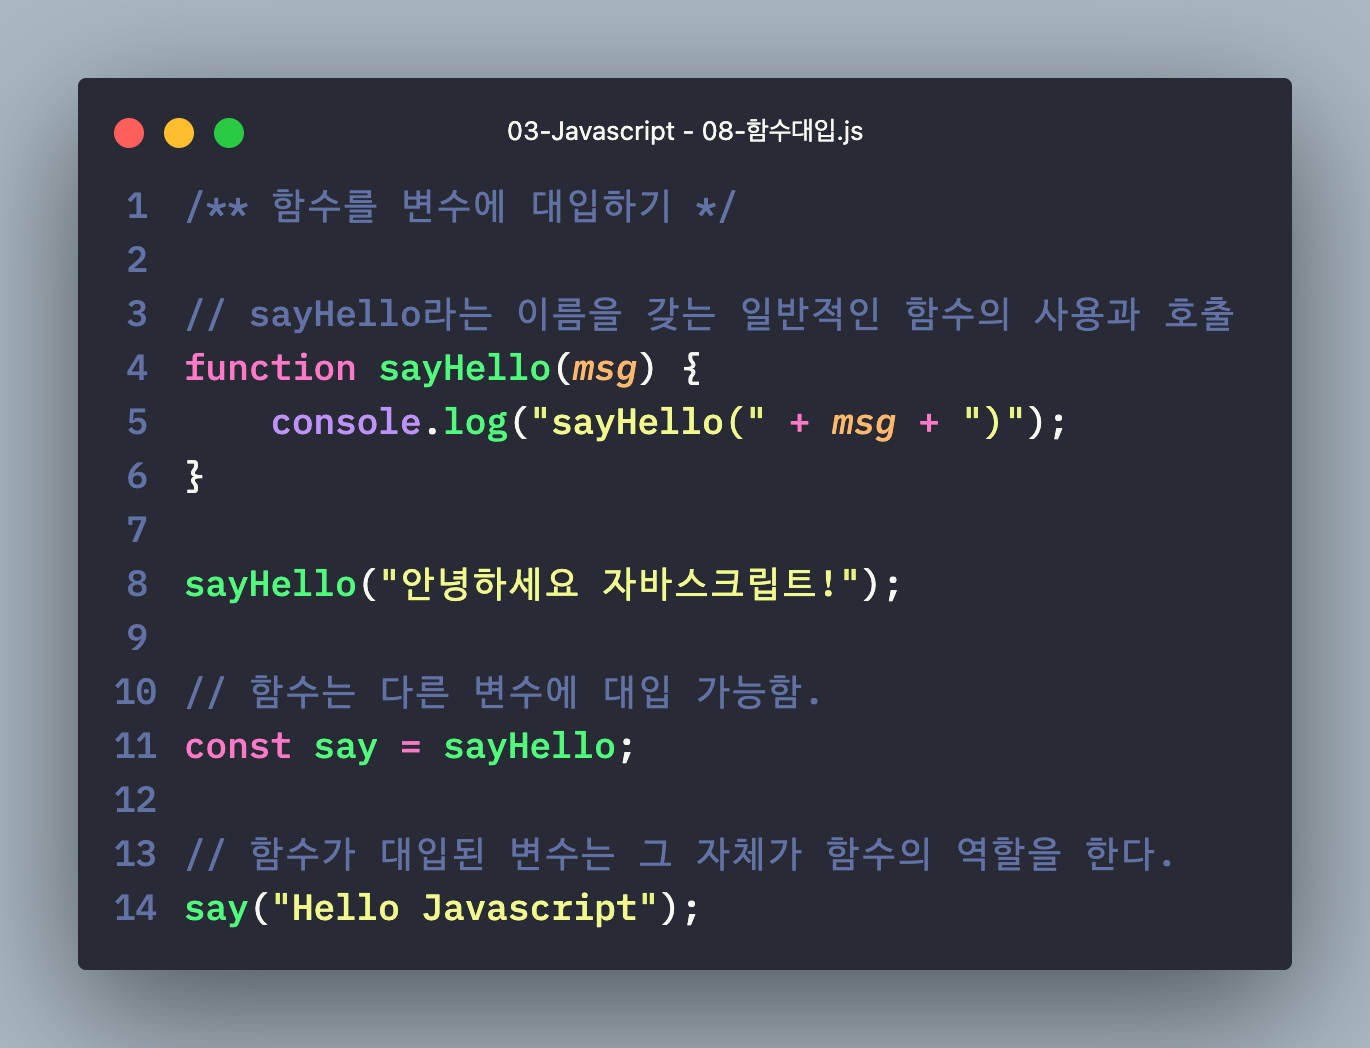 03-Javascript - 08-함수대입.js
1 /** 함수를 변수에 대입하기 */
2
3 // sayHello라는 이름을 갖는 일반적인 함수의 사용과 호출
4 function sayHello(msg) {
5     console.log("sayHello(" + msg + ")");
6 }
7
8 sayHello("안녕하세요 자바스크립트!");
9
10 // 함수는 다른 변수에 대입 가능함.
11 const say = sayHello;
12
13 // 함수가 대입된 변수는 그 자체가 함수의 역할을 한다.
14 say("Hello Javascript");